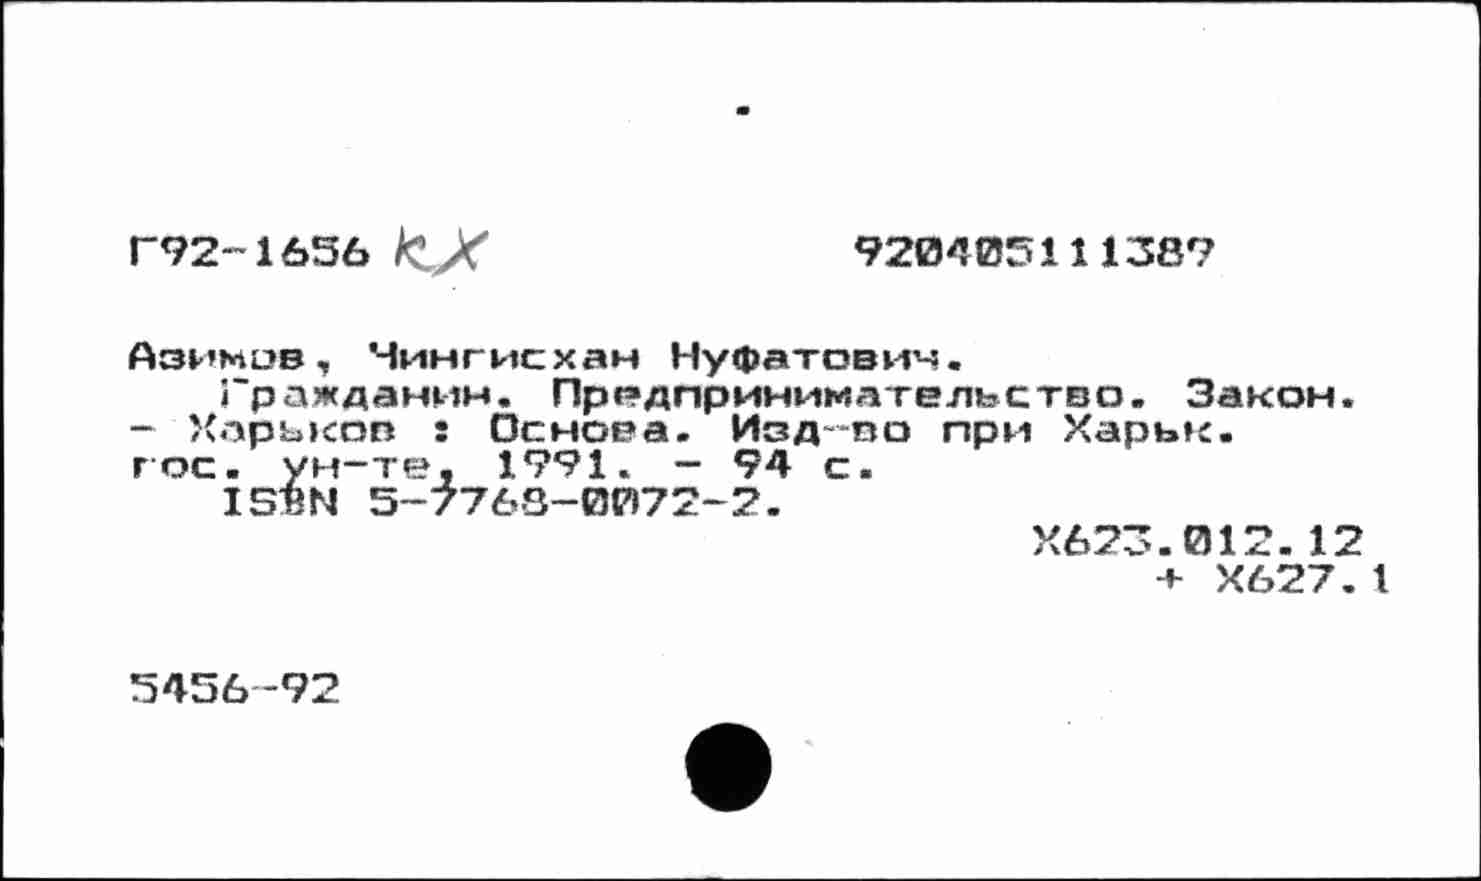 Г92-1656 КХ 920405111389
Азимов, Чингисхан Нуфатович.
Гражданин. Предпринимательство. Закон.
- Харьков : Основа. Изд-во при Харьк.
гос. ун-те, 1991. - 94 с.
ISBN 5-7768-0072-2.
Х623.012.12
+ Х627.1
5456-92